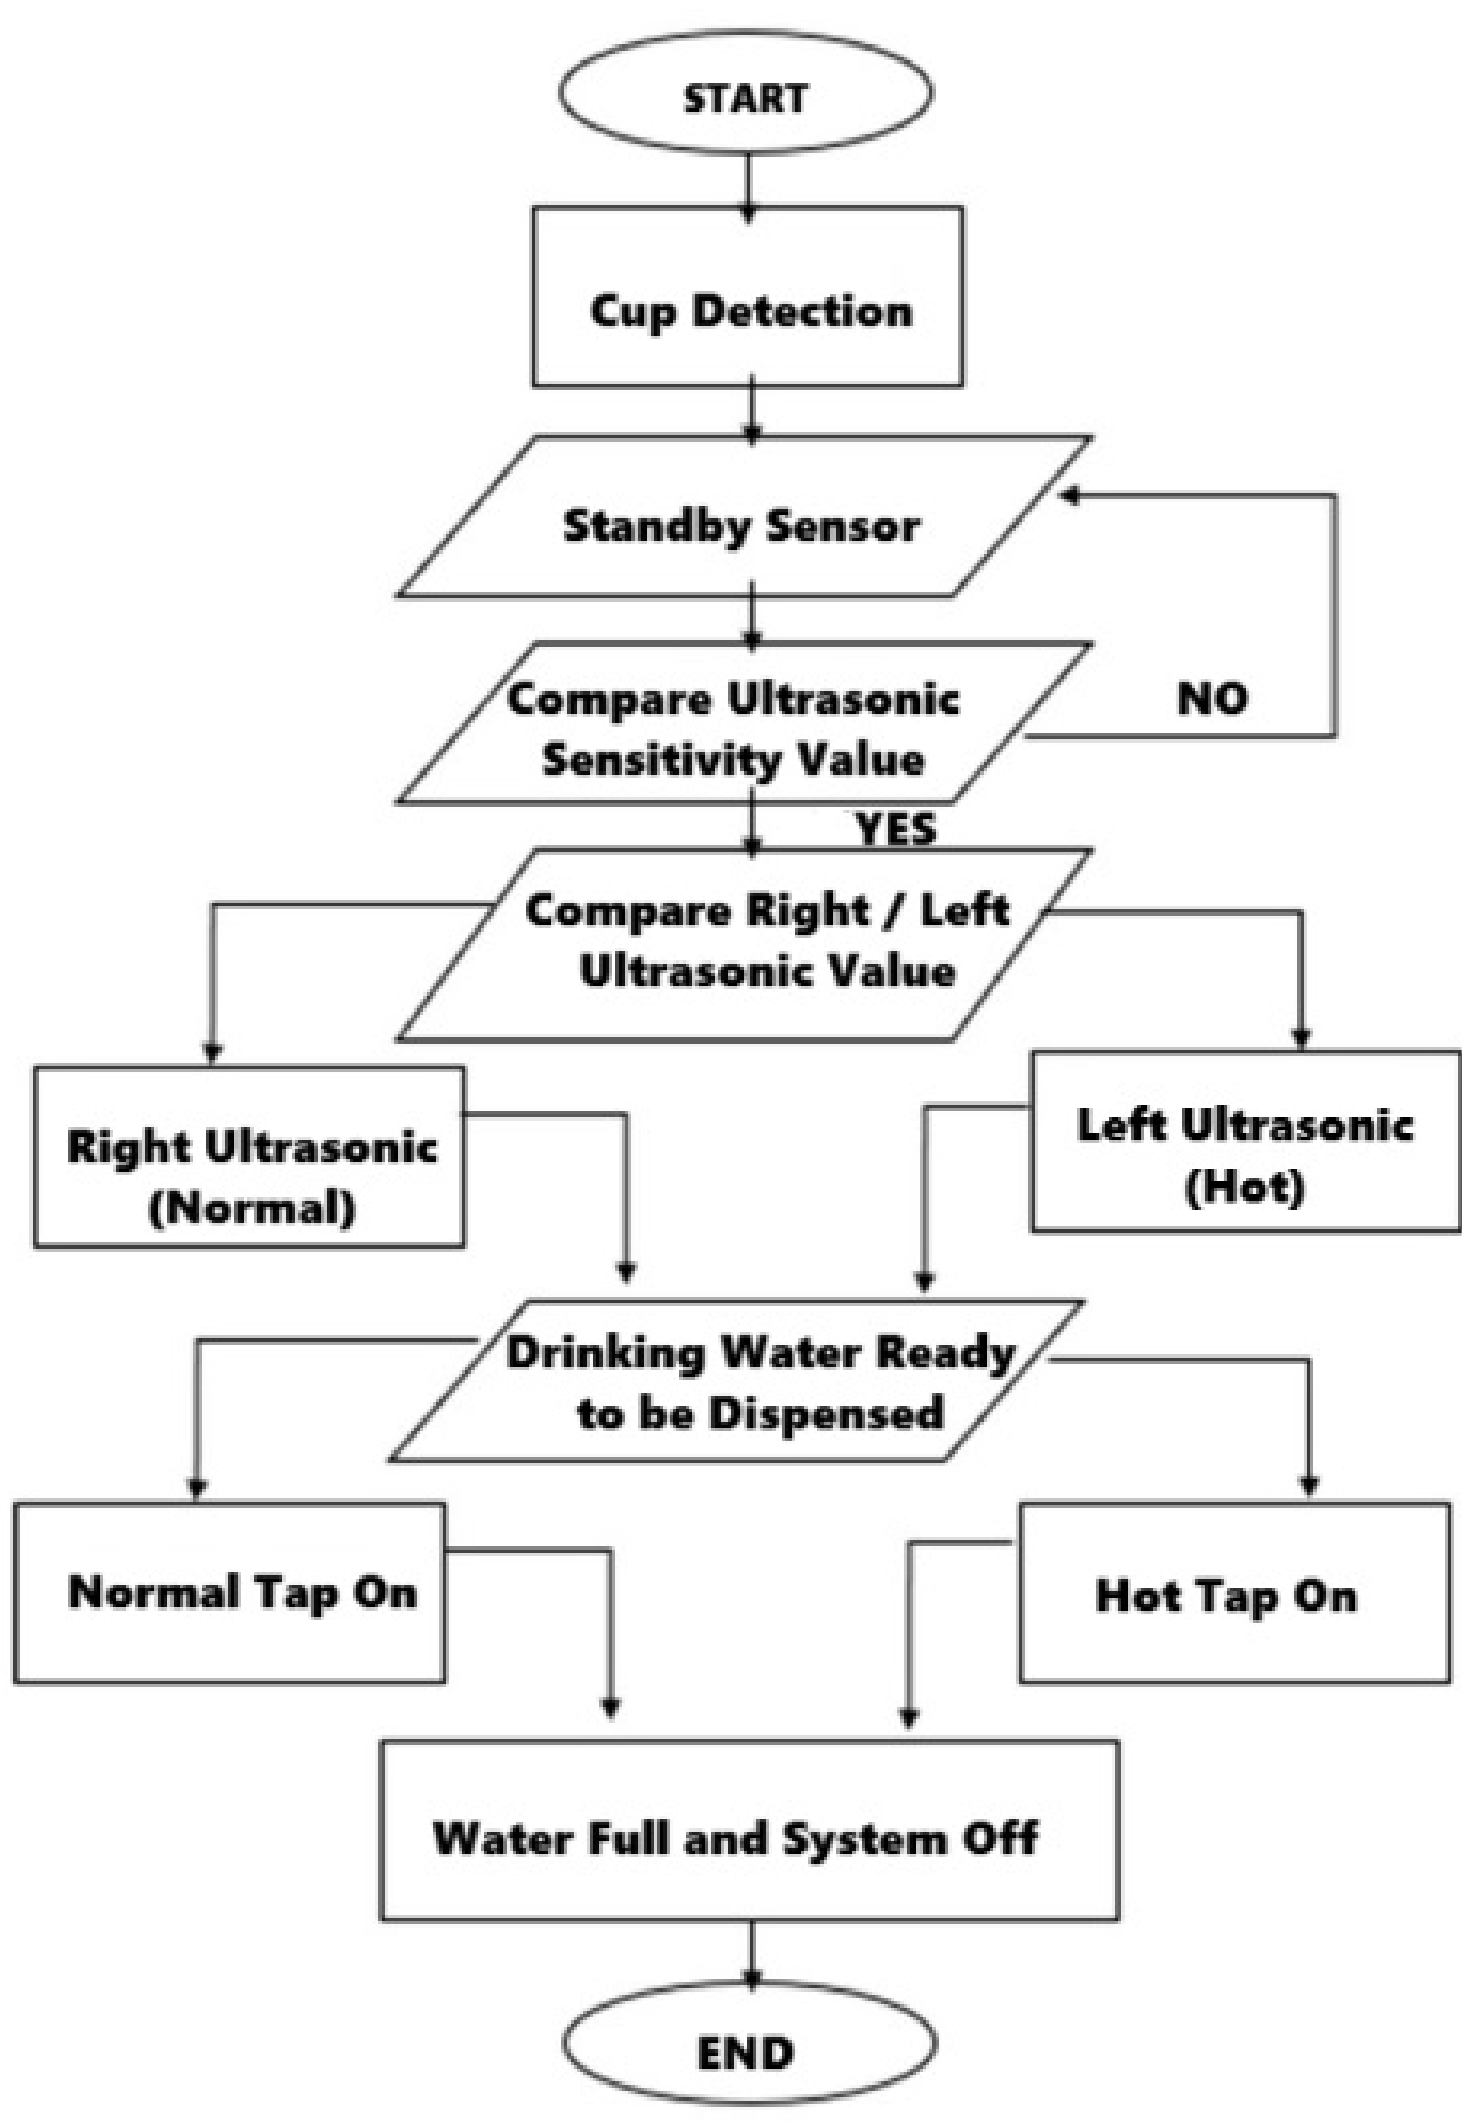 START
Cup Detection
Standby Sensor
Compare Ultrasonic
Sensitivity Value
NO
YES
Compare Right / Left
Ultrasonic Value
Right Ultrasonic
(Normal)
Left Ultrasonic
(Hot)
Drinking Water Ready
to be Dispensed
Normal Tap On
Hot Tap On
Water Full and System Off
END